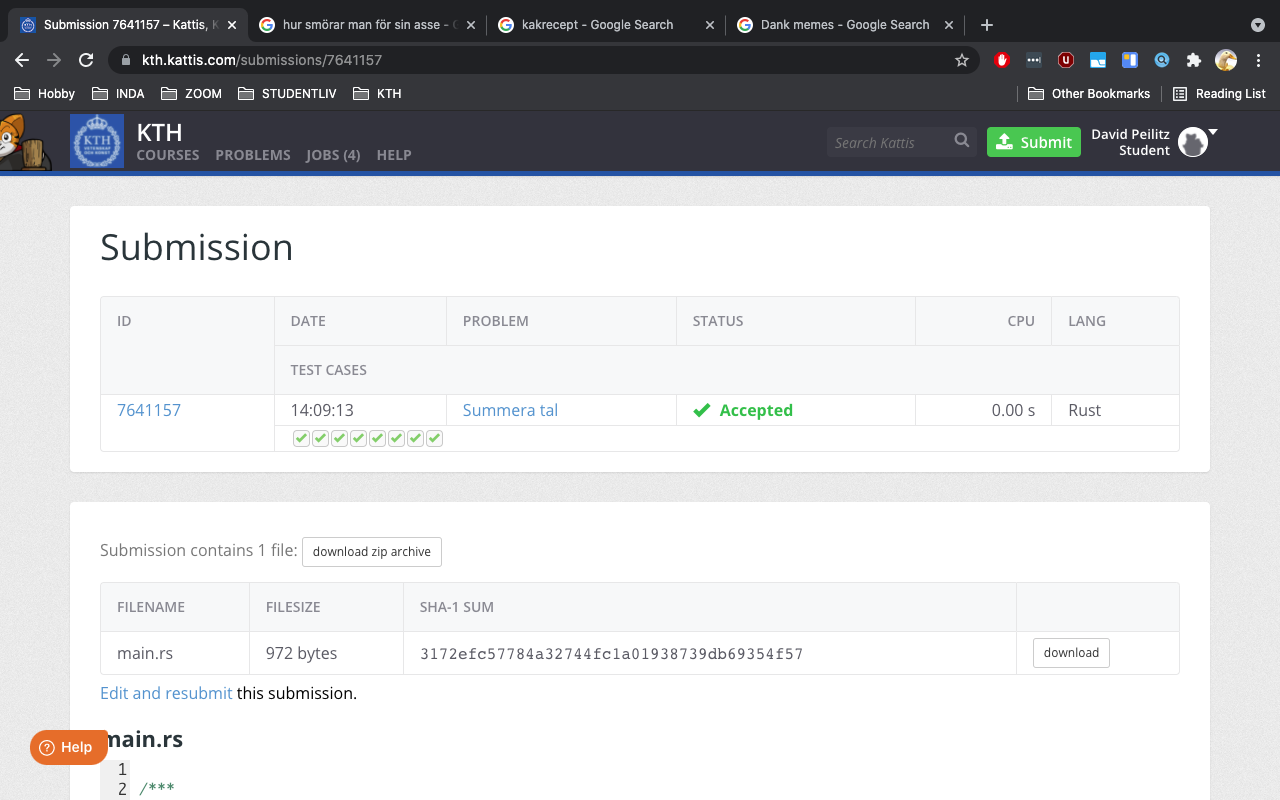 Submission 7641157 – Kattis, K
hur smörar man för sin asse -
kakrecept - Google Search
Dank memes - Google Search
kth.kattis.com/submissions/7641157
Hobby
INDA
ZOOM
STUDENTLIV
KTH
Other Bookmarks
Reading List
KTH
KTH
COURSES
PROBLEMS
JOBS (4)
HELP
Search Kattis
Submit
David Peilitz
Student
Submission
ID
DATE
PROBLEM
STATUS
CPU
LANG
TEST CASES
7641157
14:09:13
Summera tal
Accepted
0.00 s
Rust
Submission contains 1 file:
download zip archive
FILENAME
FILESIZE
SHA-1 SUM
main.rs
972 bytes
3172efc57784a32744fc1a01938739db69354f57
download
Edit and resubmit this submission.
Help
main.rs
1
2 /***